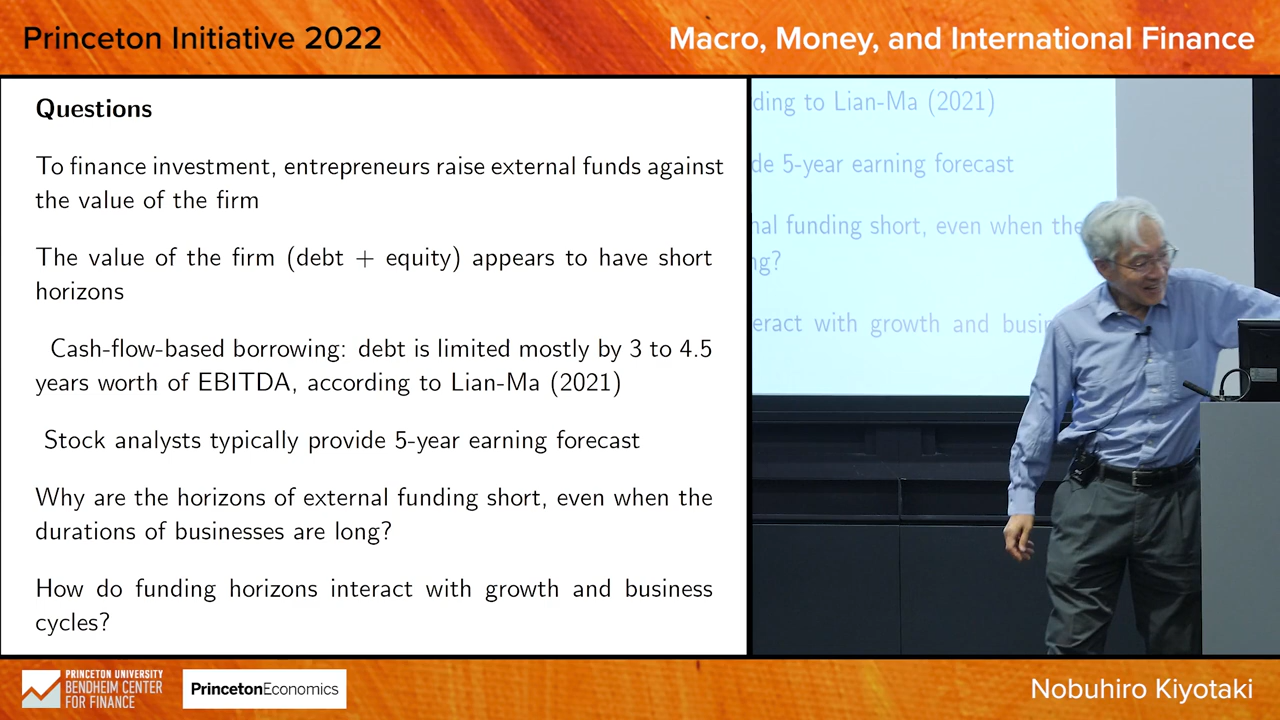 Princeton Initiative 2022
Macro, Money, and International Finance
Questions
To finance investment, entrepreneurs raise external funds against
the value of the firm
The value of the firm (debt + equity) appears to have short
horizons
Cash-flow-based borrowing: debt is limited mostly by 3 to 4.5
years worth of EBITDA, according to Lian-Ma (2021)
Stock analysts typically provide 5-year earning forecast
Why are the horizons of external funding short, even when the
durations of businesses are long?
How do funding horizons interact with growth and business
cycles?
ding to Lian-Ma (2021)
de 5-year earning forecast
nal funding short, even when the
ng?
eract with growth and busin
PRINCETON UNIVERSITY
BENDHEIM CENTER
FOR FINANCE
PrincetonEconomics
Nobuhiro Kiyotaki